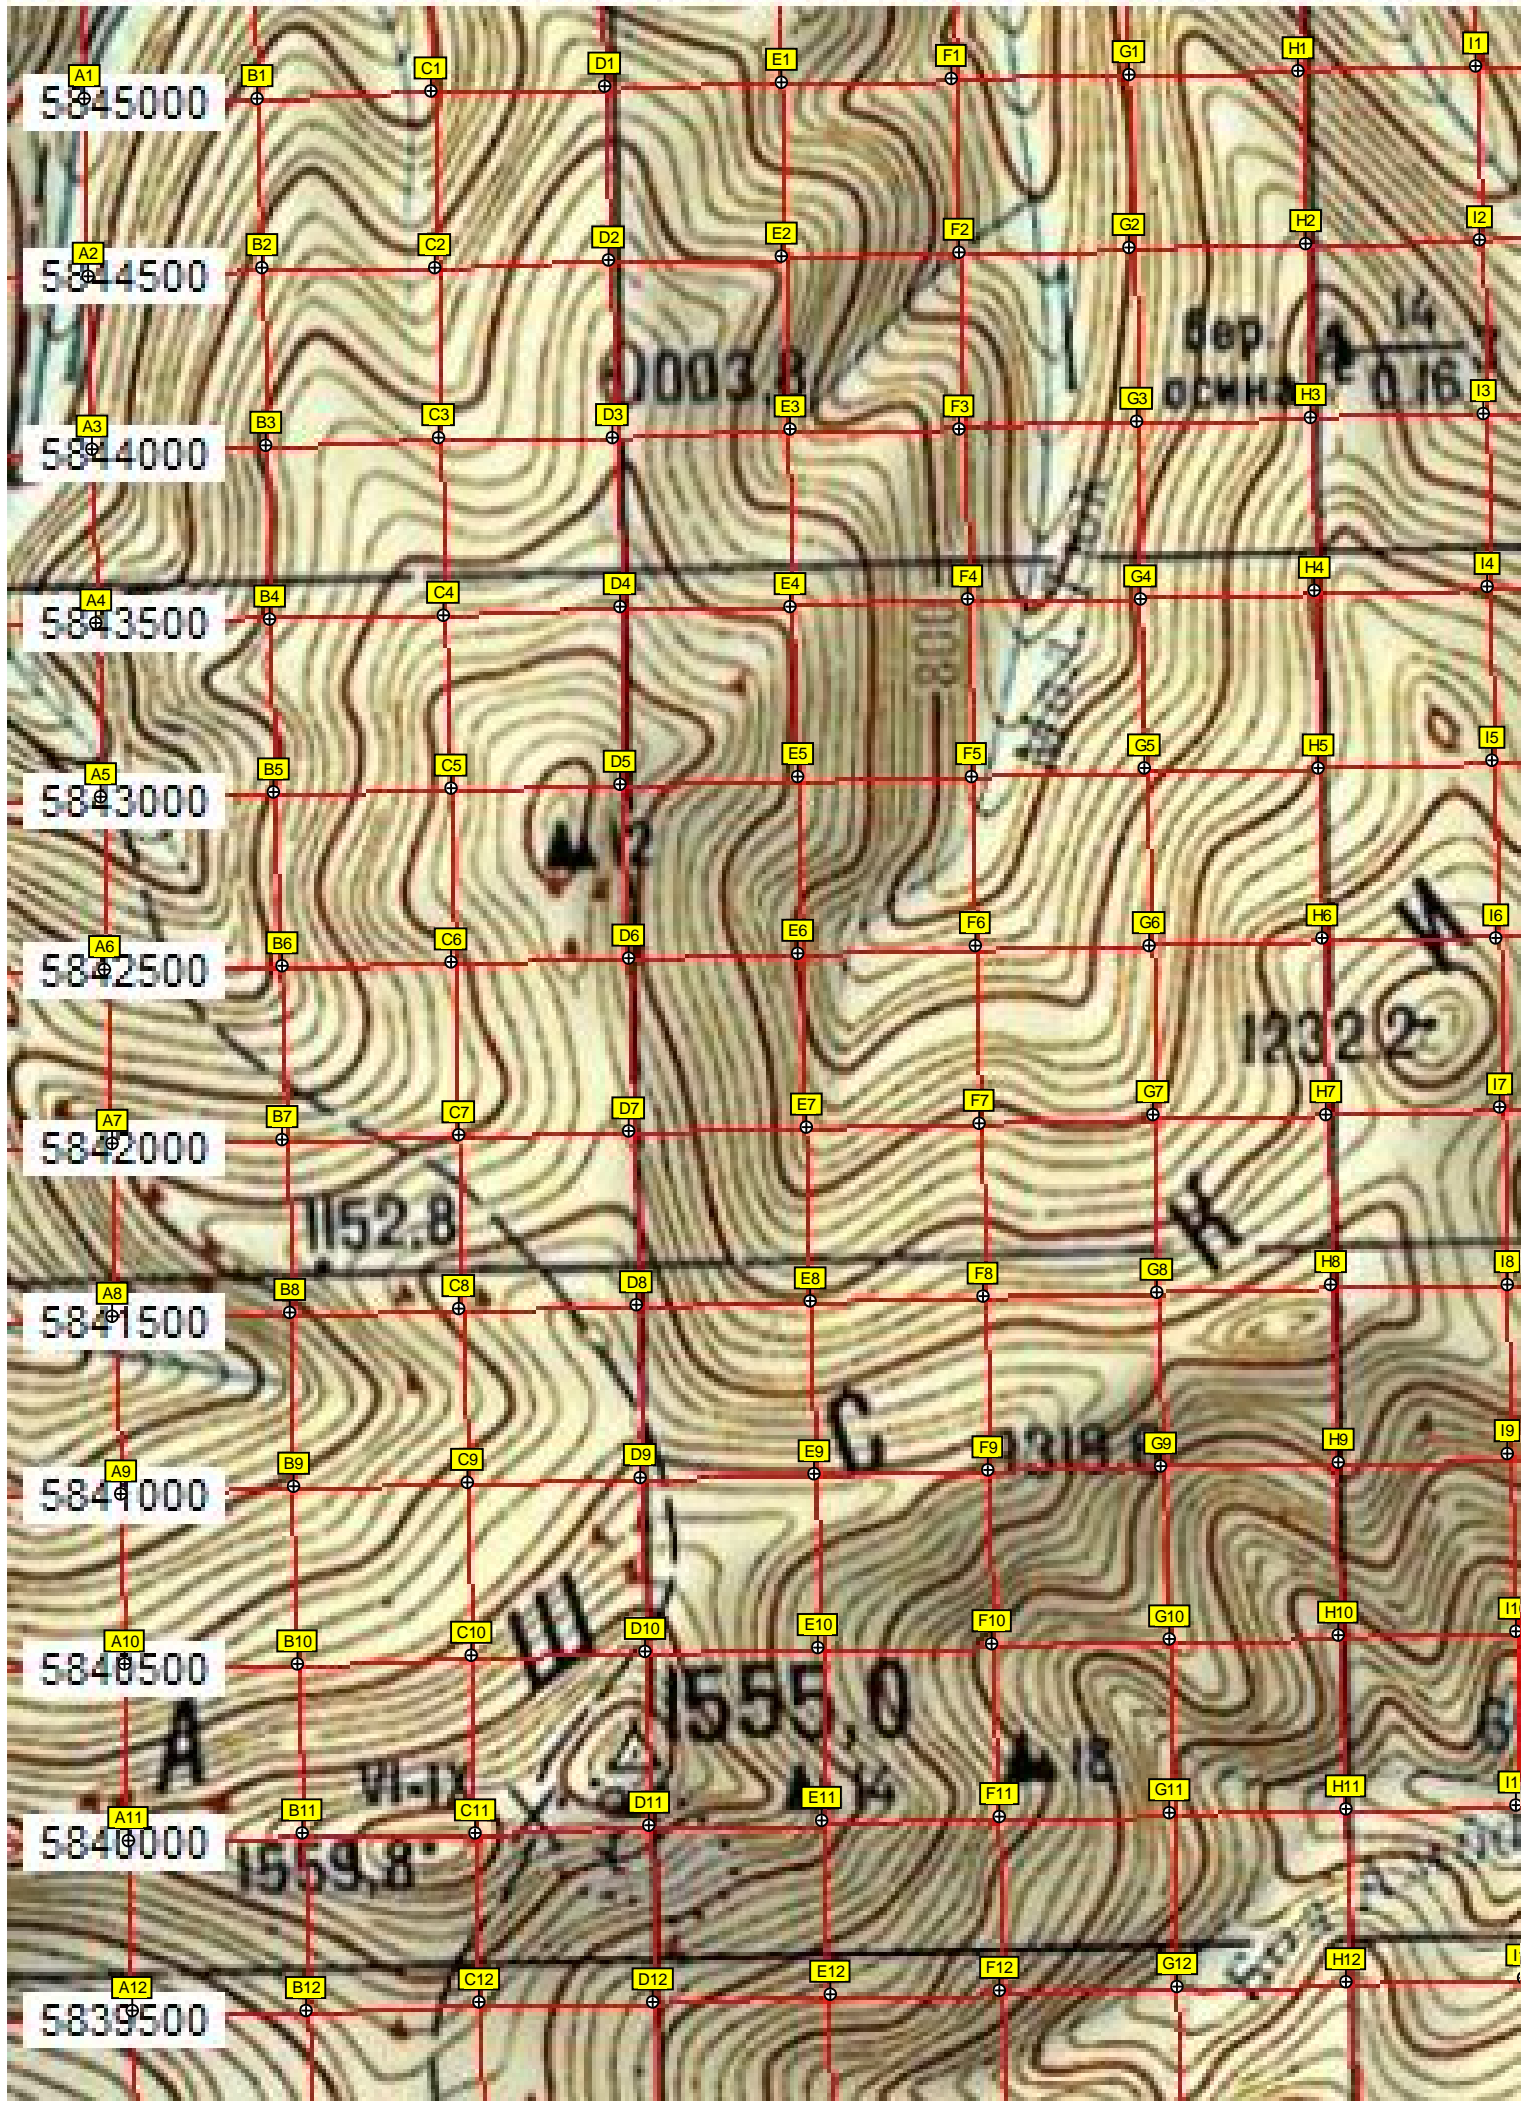 A1 B1 C1 D1 E1 F1 G1 H1 I1
5845000
A2 B2 C2 D2 E2 F2 G2 H2 I2
5844500
бер. 14
осина 0.16
A3 B3 C3 D3 E3 F3 G3 H3 I3
5844000
A4 B4 C4 D4 E4 F4 G4 H4 I4
5843500
800
A5 B5 C5 D5 E5 F5 G5 H5 I5
5843000
12
И
A6 B6 C6 D6 E6 F6 G6 H6 I6
5842500
1232.2
A7 B7 C7 D7 E7 F7 G7 H7 I7
5842000
1152.8
К
A8 B8 C8 D8 E8 F8 G8 H8 I8
5841500
С
A9 B9 C9 D9 E9 F9 G9 H9 I9
5841000
Ш
A10 B10 C10 D10 E10 F10 G10 H10
5840500
1555,0
А
VI-IX 14 18
A11 B11 C11 D11 E11 F11 G11 H11
5840000
1559,8
A12 B12 C12 D12 E12 F12 G12 H12
5839500